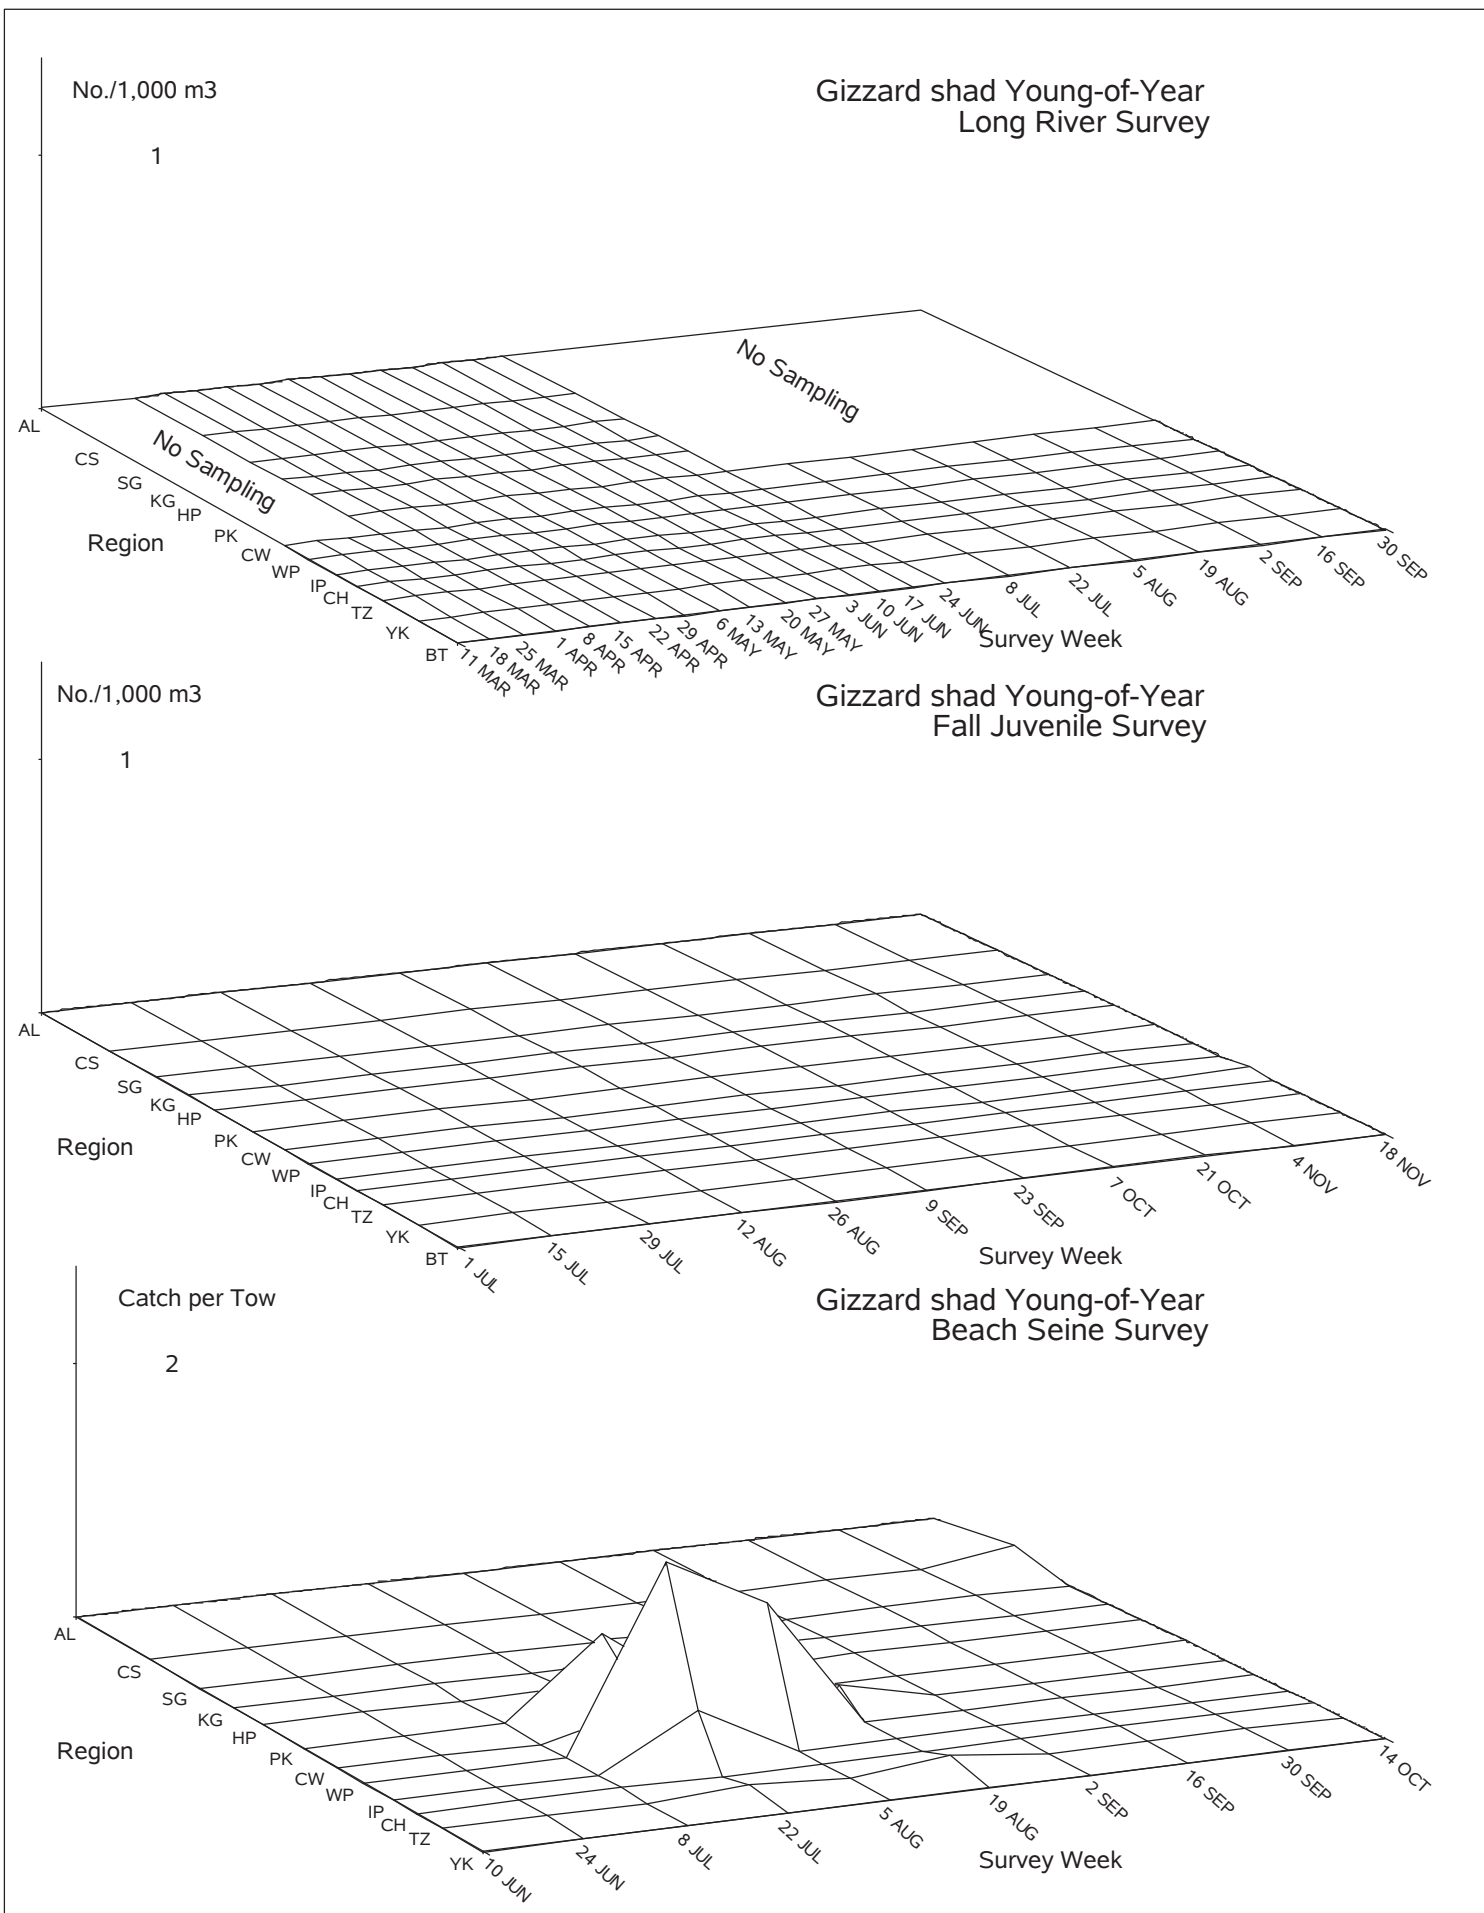 No./1,000 m3
Gizzard shad Young-of-Year
Long River Survey
1
No Sampling
AL
No Sampling
CS
SG
KG
HP
PK
Region
CW
WP
IP
CH
TZ
YK
BT
11 MAR
18 MAR
25 MAR
1 APR
8 APR
15 APR
22 APR
29 APR
6 MAY
13 MAY
20 MAY
27 MAY
3 JUN
10 JUN
17 JUN
24 JUN
8 JUL
22 JUL
5 AUG
19 AUG
2 SEP
16 SEP
30 SEP
Survey Week
No./1,000 m3
Gizzard shad Young-of-Year
Fall Juvenile Survey
1
AL
CS
SG
KG
HP
PK
Region
CW
WP
IP
CH
TZ
YK
BT
1 JUL
15 JUL
29 JUL
12 AUG
26 AUG
9 SEP
23 SEP
7 OCT
21 OCT
4 NOV
18 NOV
Survey Week
Catch per Tow
Gizzard shad Young-of-Year
Beach Seine Survey
2
AL
CS
SG
KG
HP
Region
PK
CW
WP
IP
CH
TZ
YK
10 JUN
24 JUN
8 JUL
22 JUL
5 AUG
19 AUG
2 SEP
16 SEP
30 SEP
14 OCT
Survey Week